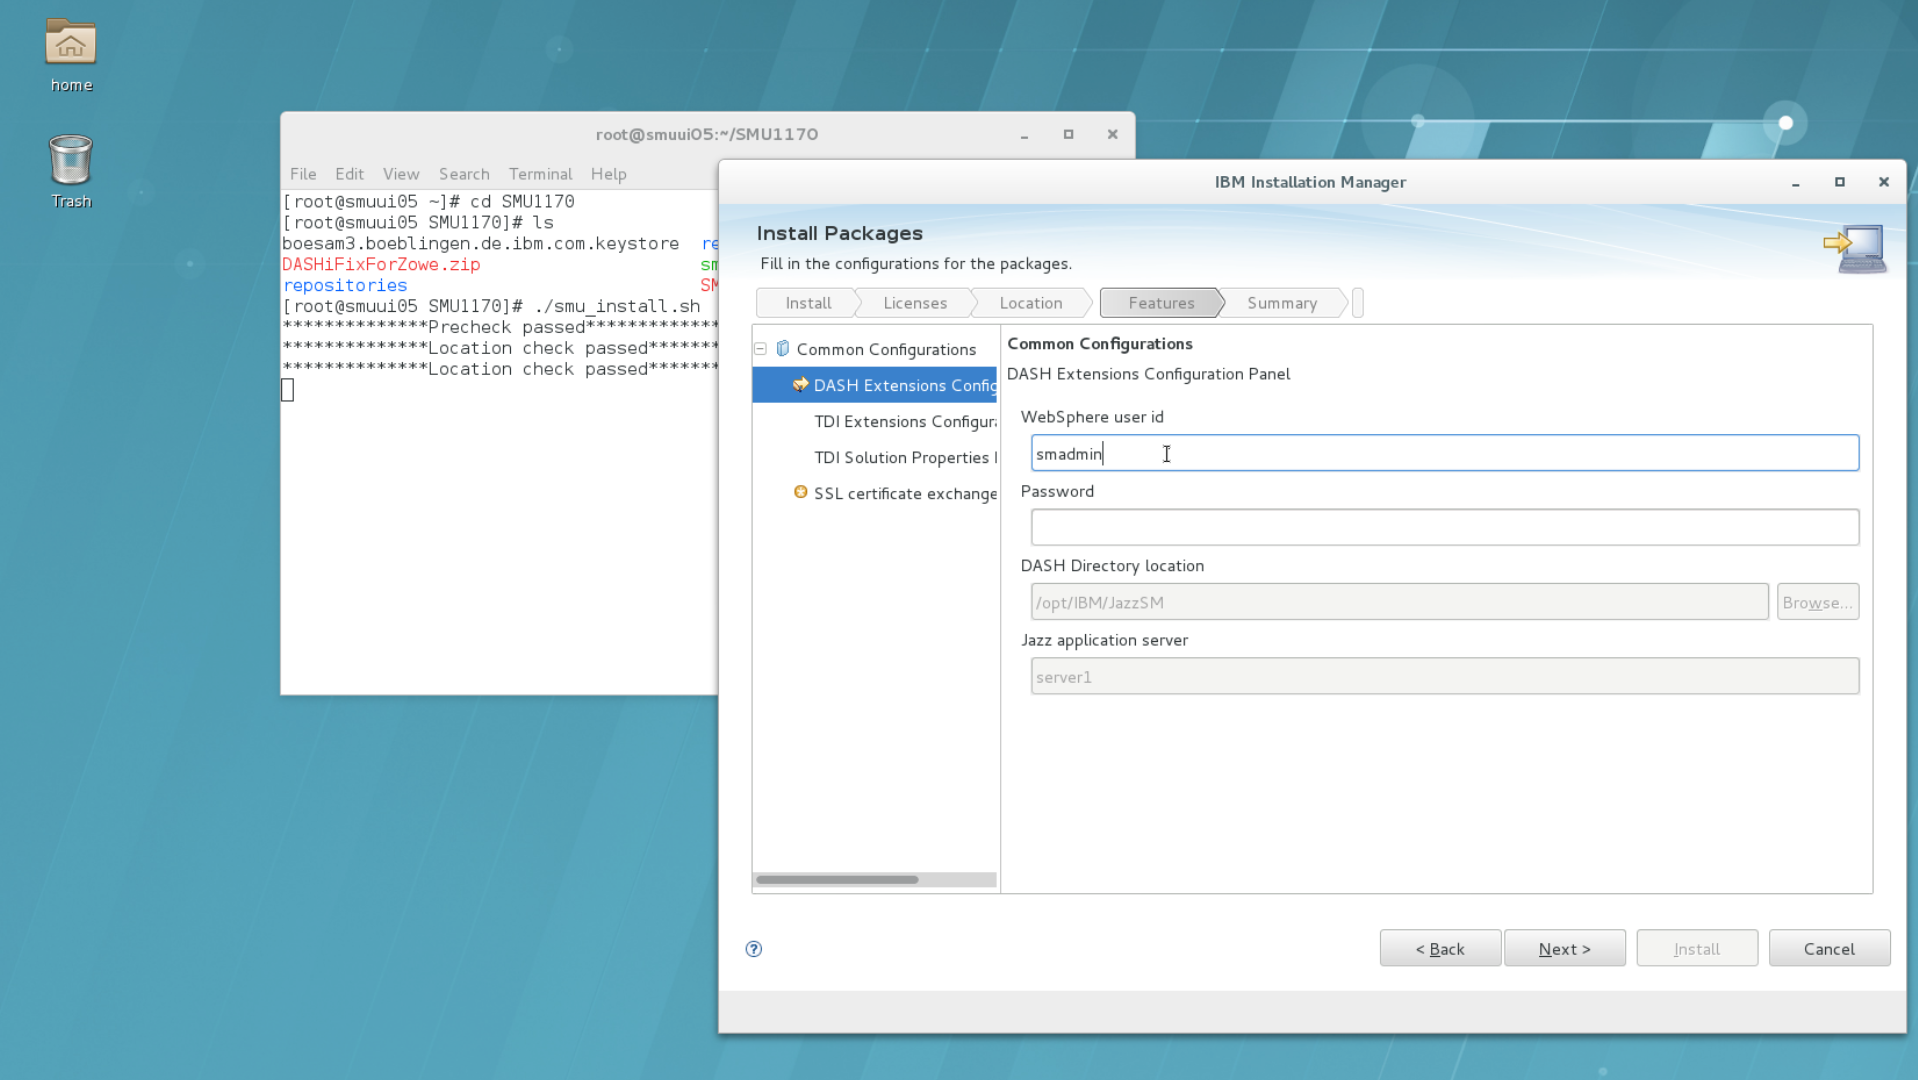 home
Trash
root@smuui05:~/SMU1170
File Edit View Search Terminal Help
[root@smuui05 ~]# cd SMU1170
[root@smuui05 SMU1170]# ls
boesam3.boeblingen.de.ibm.com.keystore re
DASHiFixForZowe.zip sm
repositories SM
[root@smuui05 SMU1170]# ./smu_install.sh
**************Precheck passed*************
**************Location check passed*******
**************Location check passed*******
IBM Installation Manager
Install Packages
Fill in the configurations for the packages.
Install Licenses Location Features Summary
Common Configurations
DASH Extensions Config
TDI Extensions Configura
TDI Solution Properties
SSL certificate exchange
Common Configurations
DASH Extensions Configuration Panel
WebSphere user id
smadmin
Password
DASH Directory location
/opt/IBM/JazzSM Browse...
Jazz application server
server1
< Back Next > Install Cancel